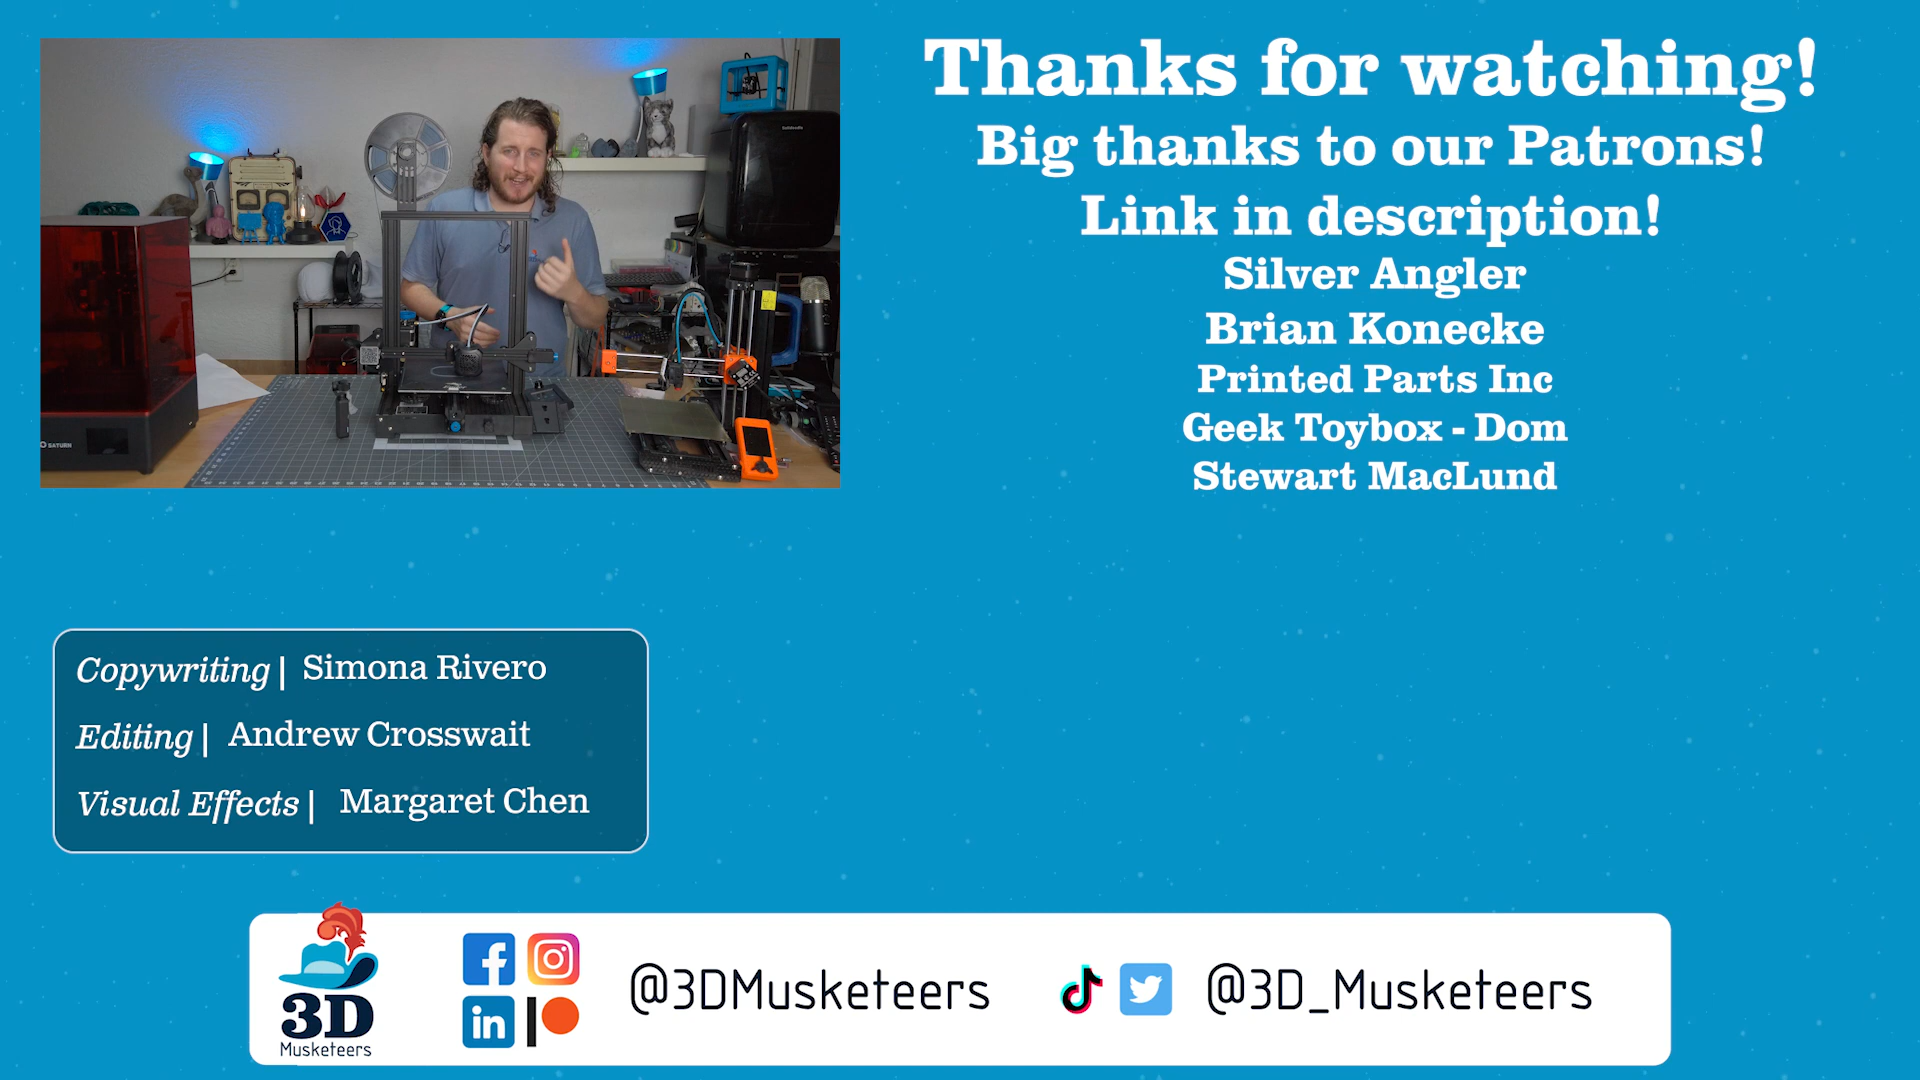 Thanks for watching!
Big thanks to our Patrons!
Link in description!
Silver Angler
Brian Konecke
Printed Parts Inc
Geek Toybox - Dom
Stewart MacLund
SATURN
Copywriting | Simona Rivero
Editing | Andrew Crosswait
Visual Effects | Margaret Chen
3D
Musketeers
@3DMusketeers
@3D_Musketeers